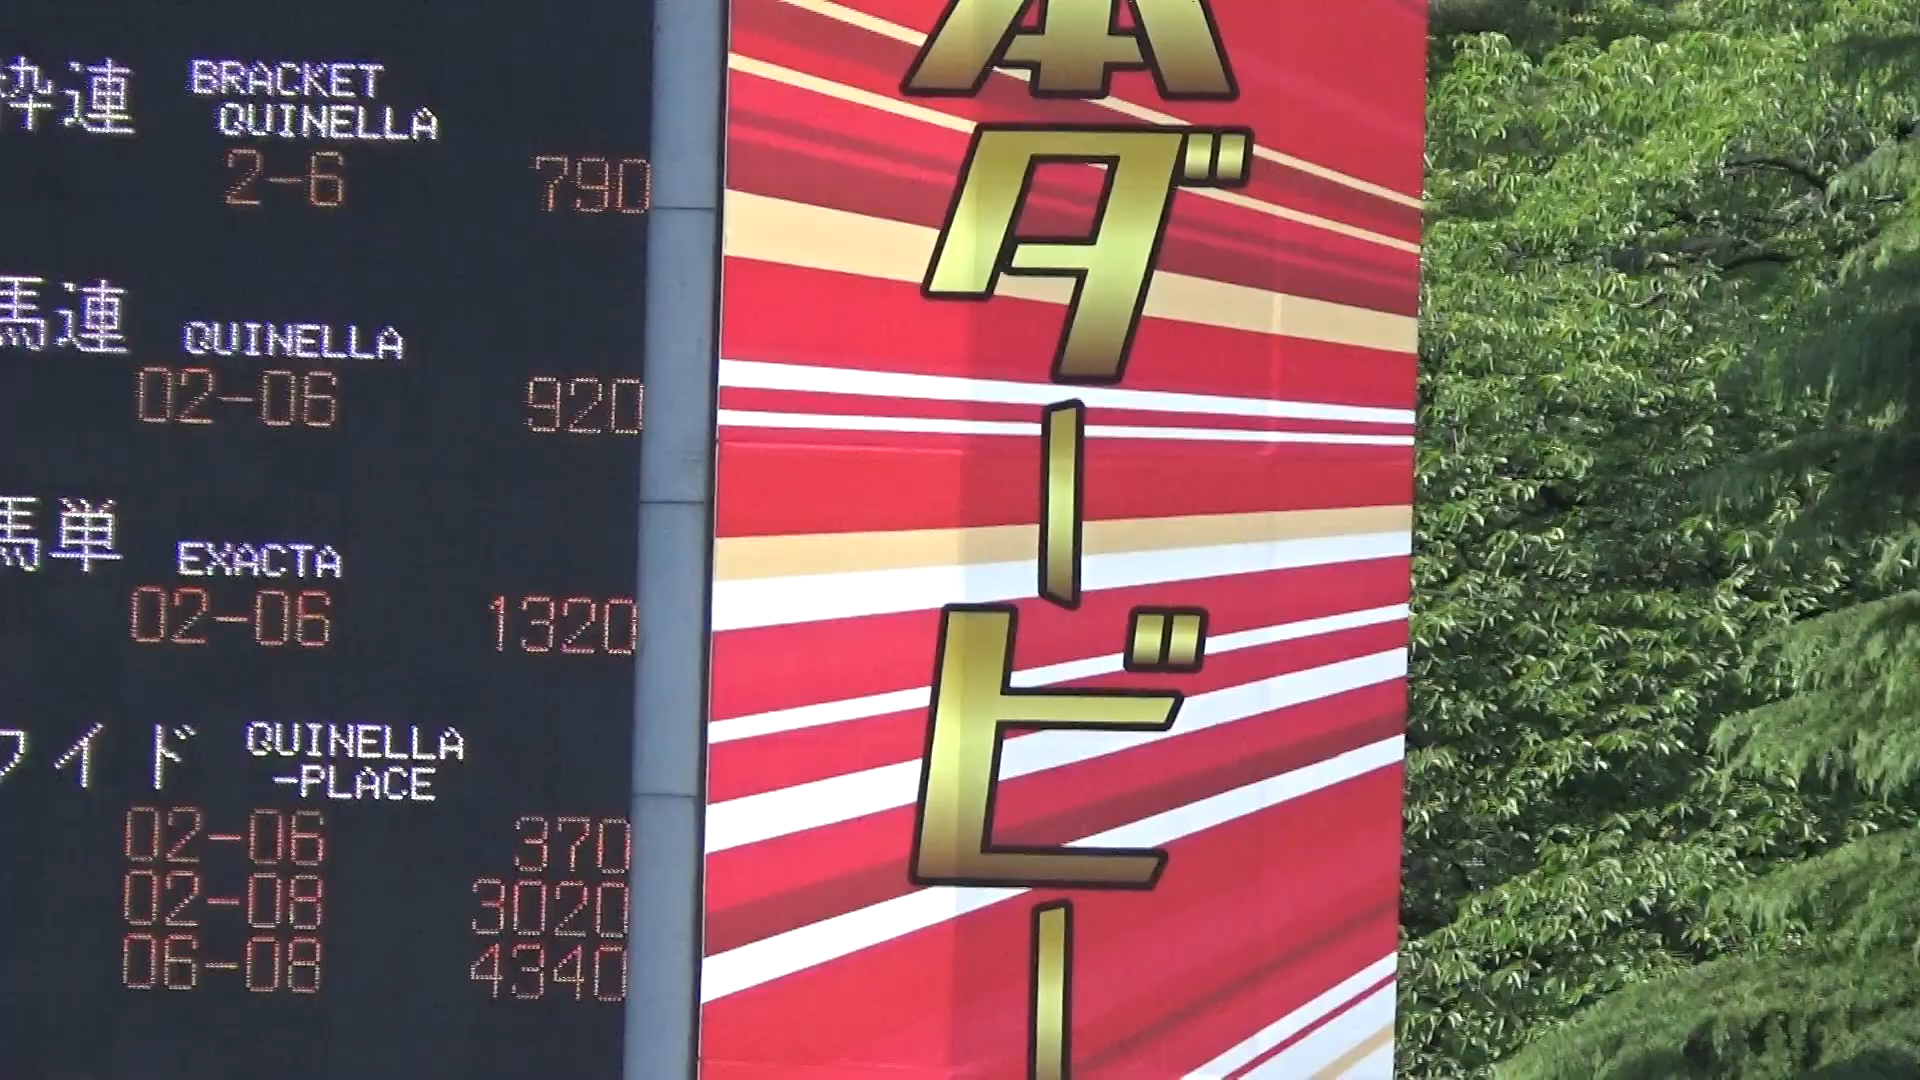 枠連 BRACKET
QUINELLA
2-6 790
馬連 QUINELLA
02-06 920
馬単 EXACTA
02-06 1320
ワイド QUINELLA
-PLACE
02-06 370
02-08 3020
06-08 4340
本ダービー